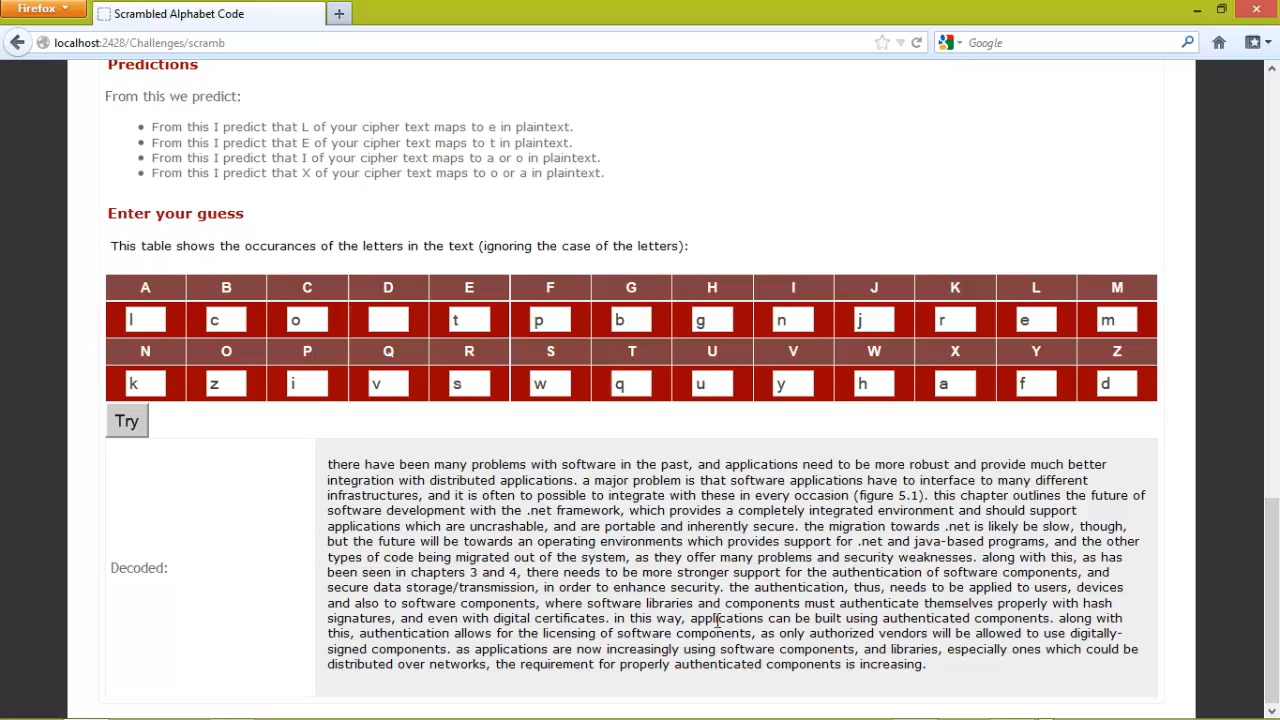 Firefox
Scrambled Alphabet Code
localhost:2428/Challenges/scramb
Google
Predictions
From this we predict:
From this I predict that L of your cipher text maps to e in plaintext.
From this I predict that E of your cipher text maps to t in plaintext.
From this I predict that I of your cipher text maps to a or o in plaintext.
From this I predict that X of your cipher text maps to o or a in plaintext.
Enter your guess
This table shows the occurances of the letters in the text (ignoring the case of the letters):
A B C D E F G H I J K L M
l c o t p b g n j r e m
N O P Q R S T U V W X Y Z
k z i v s w q u y h a f d
Try
Decoded:
there have been many problems with software in the past, and applications need to be more robust and provide much better
integration with distributed applications. a major problem is that software applications have to interface to many different
infrastructures, and it is often to possible to integrate with these in every occasion (figure 5.1). this chapter outlines the future of
software development with the .net framework, which provides a completely integrated environment and should support
applications which are uncrashable, and are portable and inherently secure. the migration towards .net is likely be slow, though,
but the future will be towards an operating environments which provides support for .net and java-based programs, and the other
types of code being migrated out of the system, as they offer many problems and security weaknesses. along with this, as has
been seen in chapters 3 and 4, there needs to be more stronger support for the authentication of software components, and
secure data storage/transmission, in order to enhance security. the authentication, thus, needs to be applied to users, devices
and also to software components, where software libraries and components must authenticate themselves properly with hash
signatures, and even with digital certificates. in this way, applications can be built using authenticated components. along with
this, authentication allows for the licensing of software components, as only authorized vendors will be allowed to use digitally-
signed components. as applications are now increasingly using software components, and libraries, especially ones which could be
distributed over networks, the requirement for properly authenticated components is increasing.